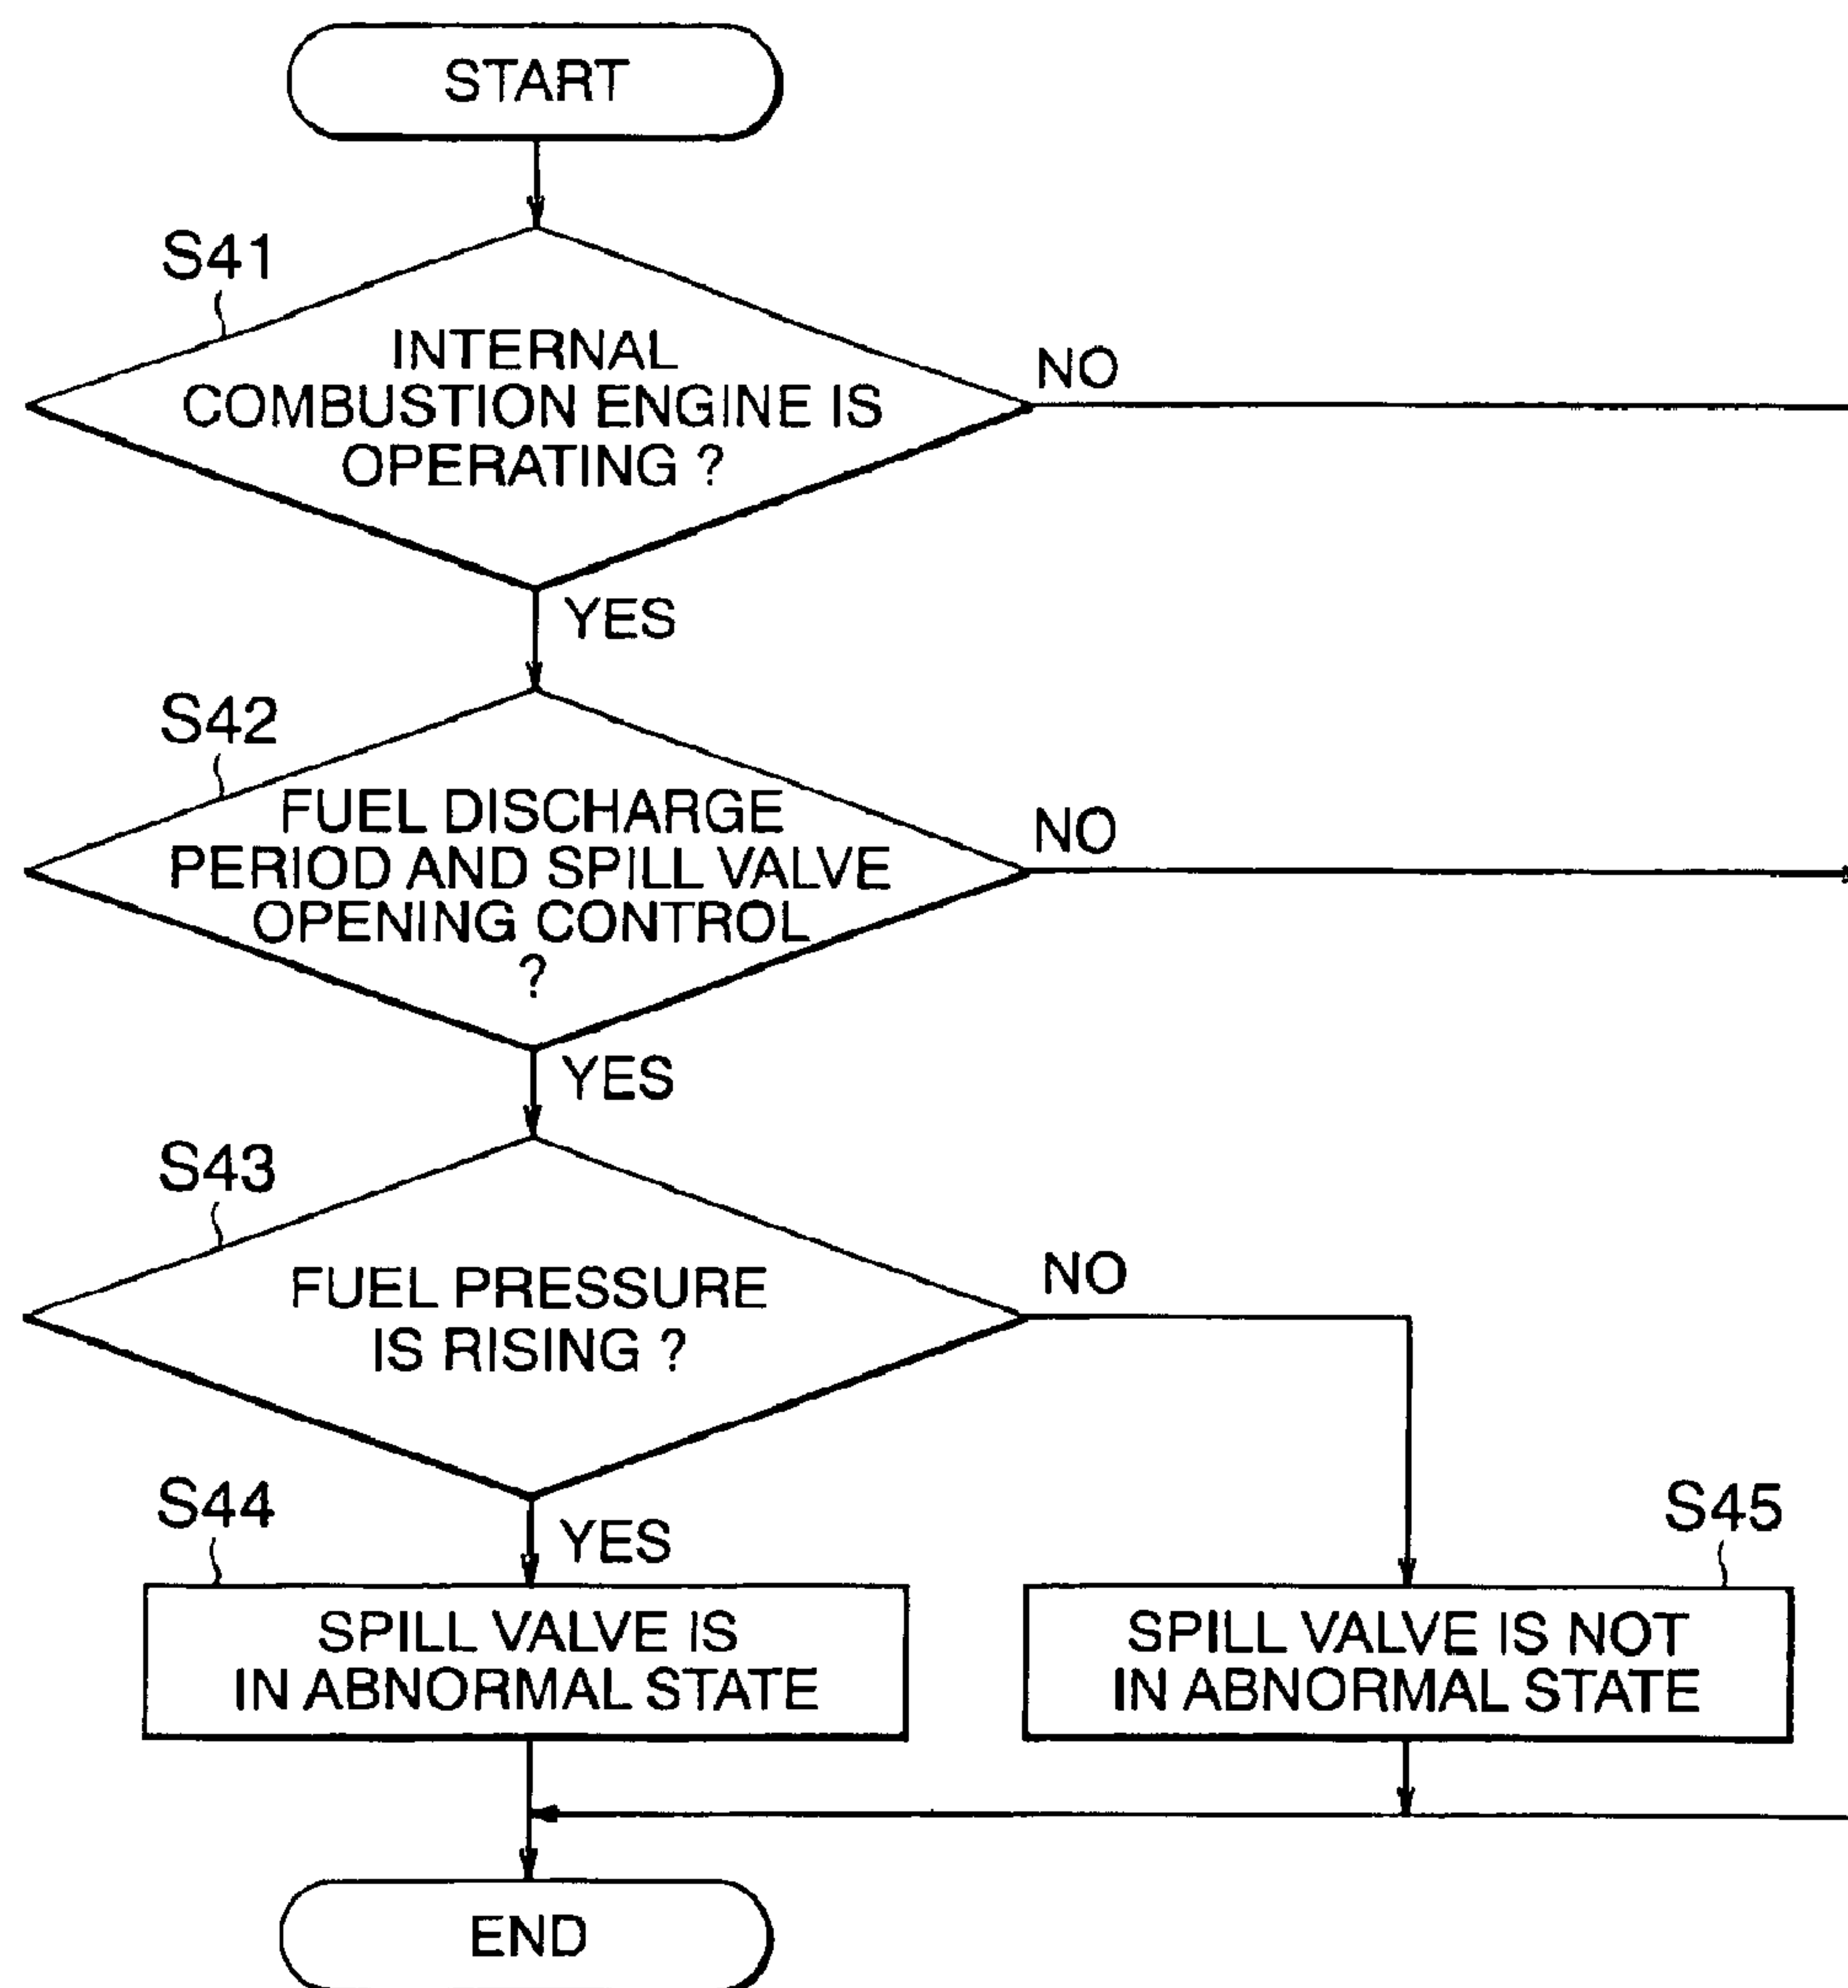 START
S41
INTERNAL
COMBUSTION ENGINE IS
OPERATING ?
NO
YES
S42
FUEL DISCHARGE
PERIOD AND SPILL VALVE
OPENING CONTROL
?
NO
YES
S43
FUEL PRESSURE
IS RISING ?
NO
YES
S44
SPILL VALVE IS
IN ABNORMAL STATE
S45
SPILL VALVE IS NOT
IN ABNORMAL STATE
END